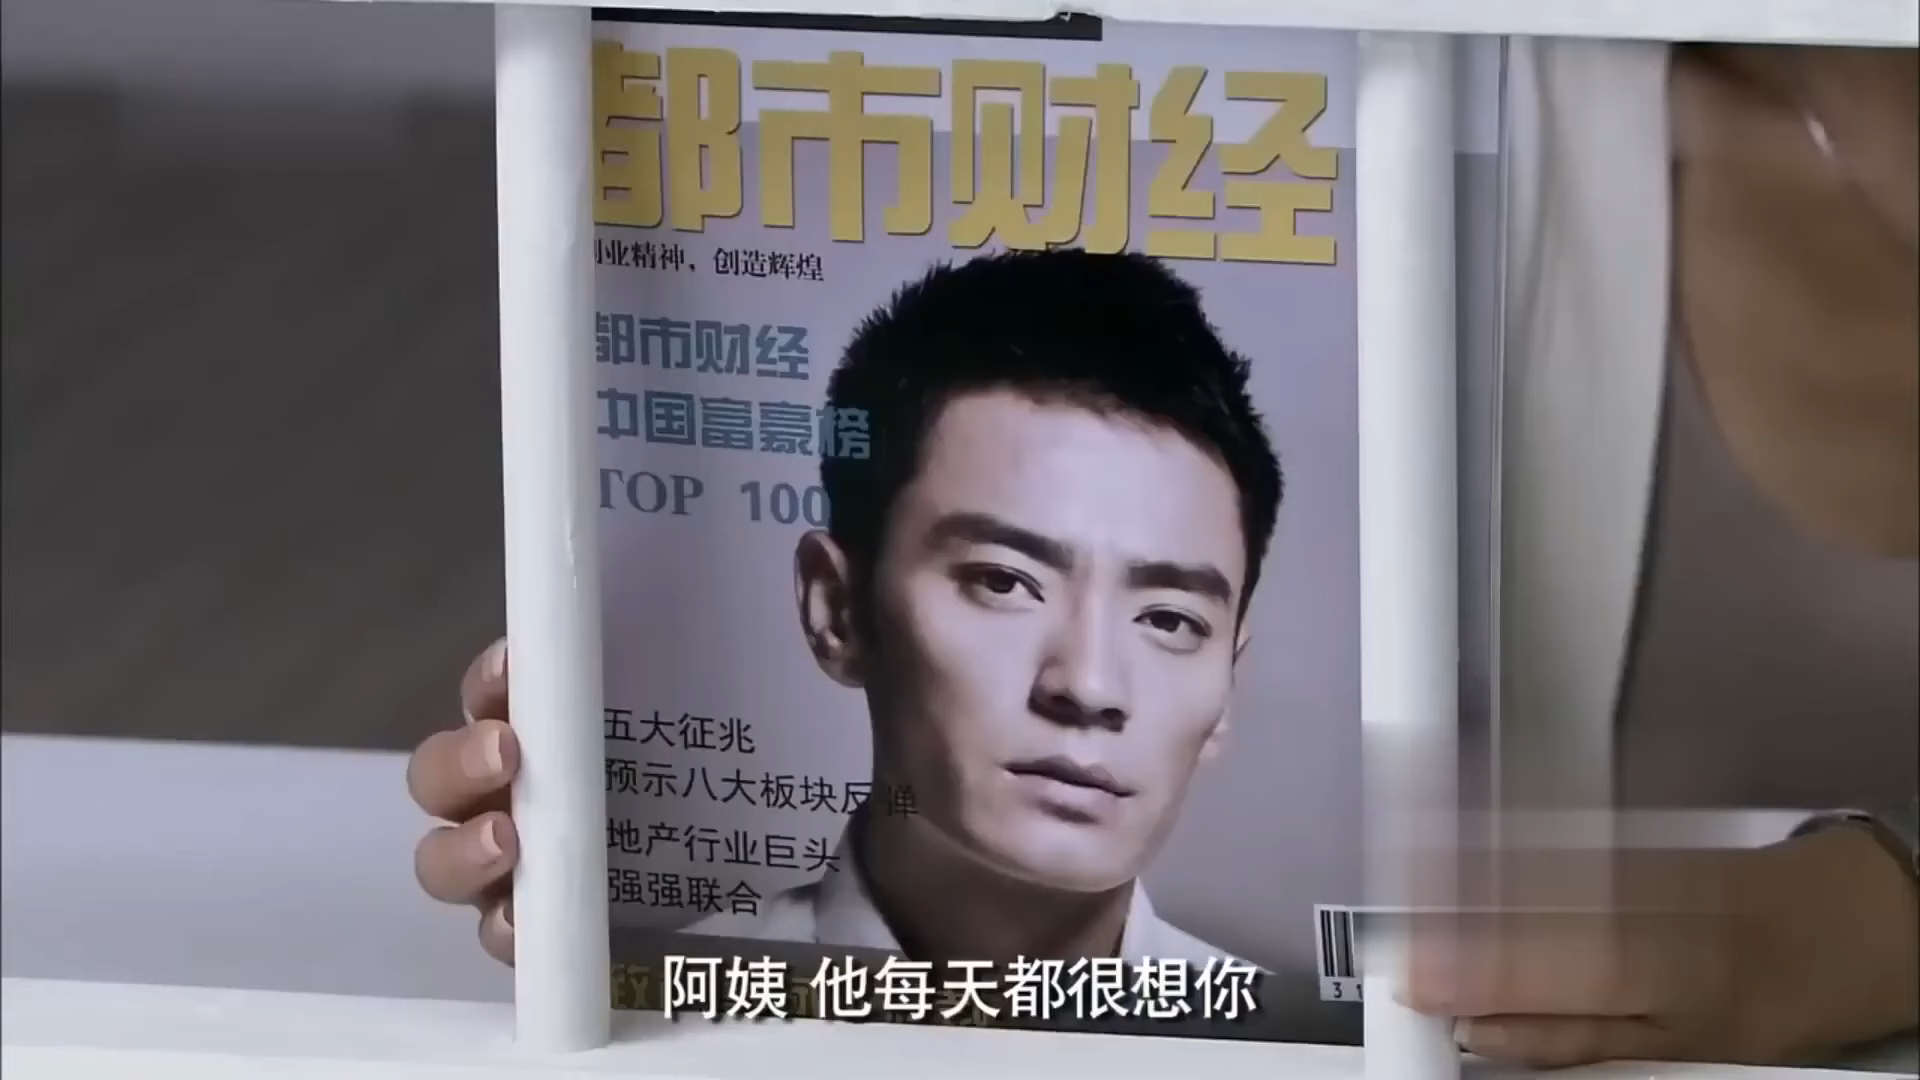 都市财经
创业精神，创造辉煌
都市财经
中国富豪榜
TOP 100
五大征兆
预示八大板块反弹
地产行业巨头
强强联合
31
阿姨 他每天都很想你